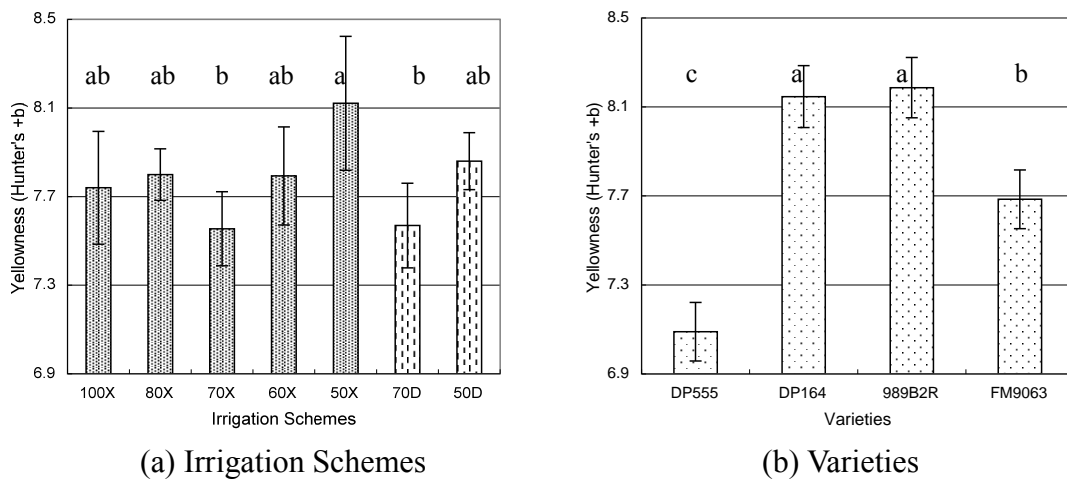 8.5
8.1
7.7
7.3
6.9
Yellowness (Hunter's +b)
ab ab b ab a b ab
100X 80X 70X 60X 50X 70D 50D
Irrigation Schemes
(a) Irrigation Schemes
8.5
8.1
7.7
7.3
6.9
Yellowness (Hunter's +b)
c a a b
DP555 DP164 989B2R FM9063
Varieties
(b) Varieties